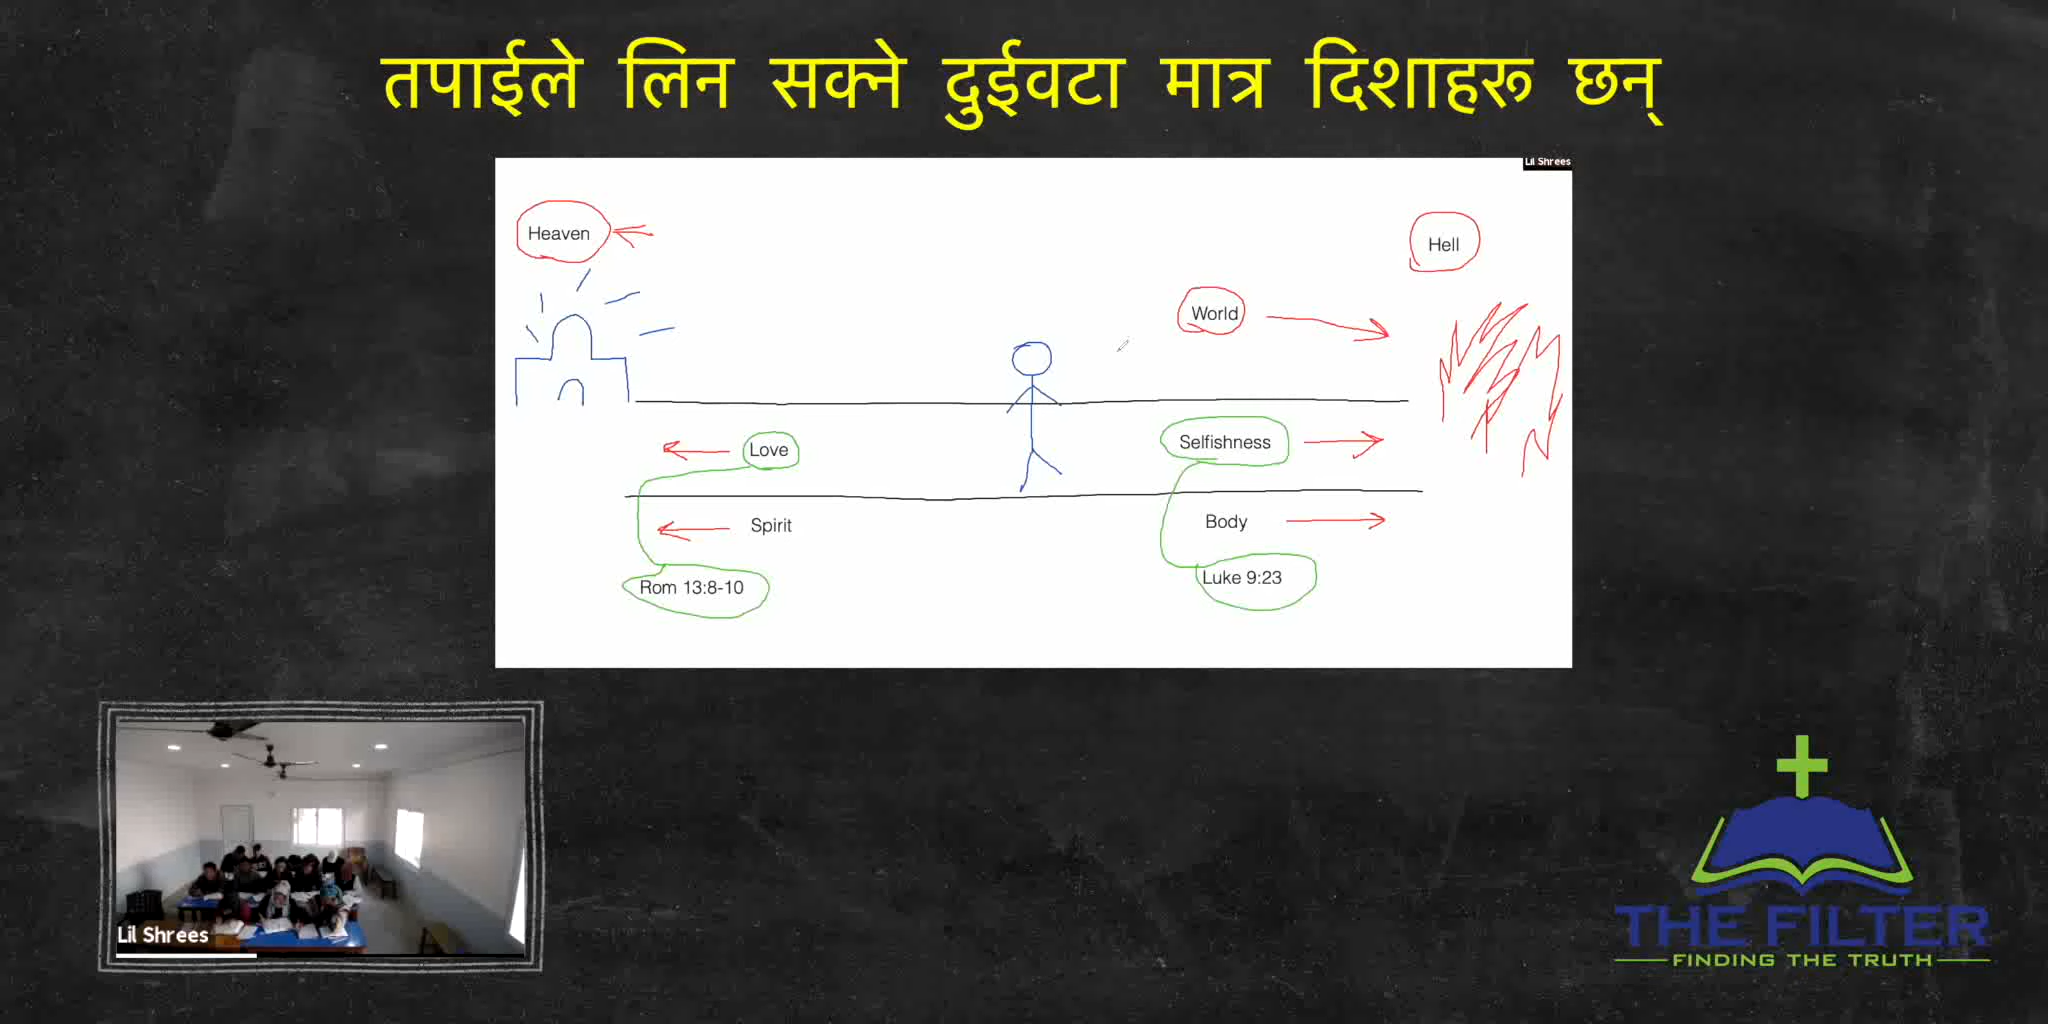 तपाईले लिन सक्ने दुईवटा मात्र दिशाहरू छन्
Lil Shrees
Heaven
Hell
World
Love
Selfishness
Spirit
Body
Rom 13:8-10
Luke 9:23
Lil Shrees
THE FILTER
FINDING THE TRUTH